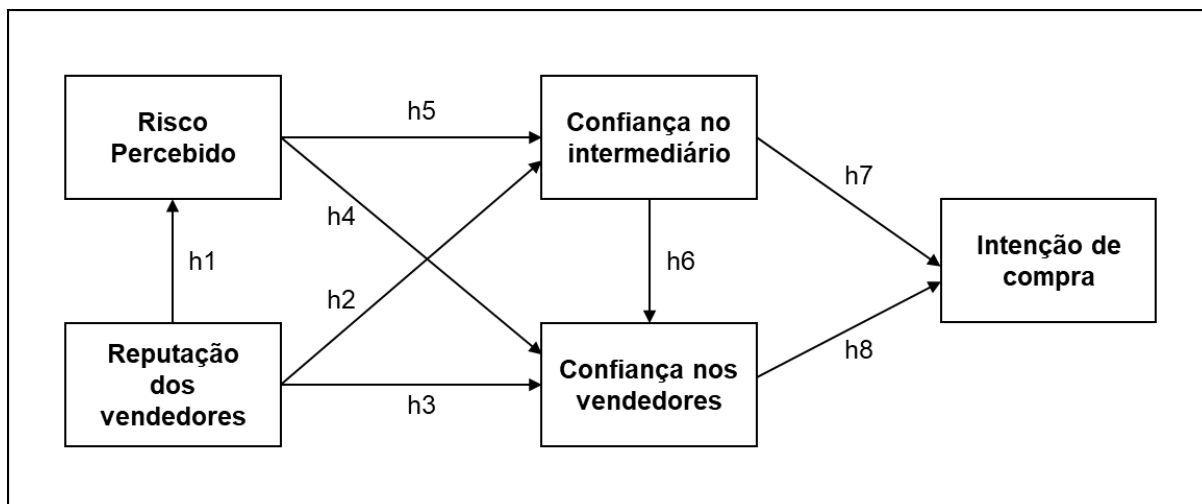 Risco
Percebido
h5
Confiança no
intermediário
h7
h4
h1
h2
h6
Intenção de
compra
Reputação
dos
vendedores
h3
Confiança nos
vendedores
h8